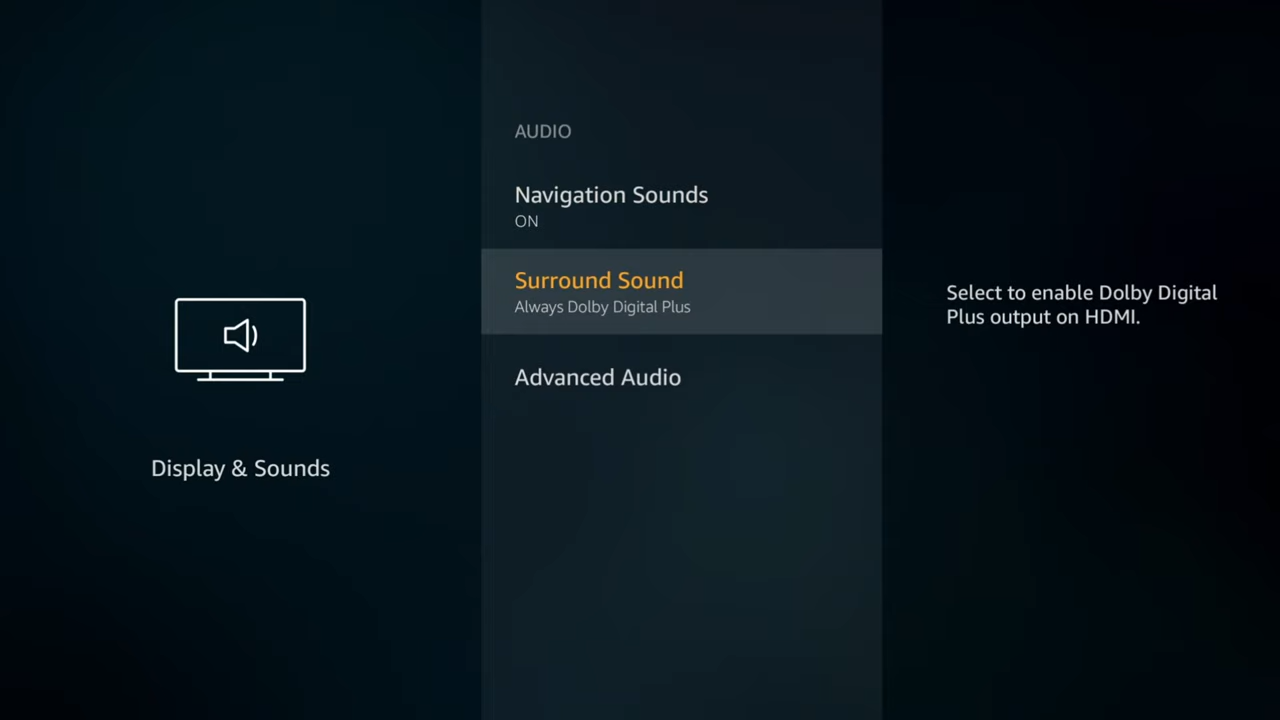 AUDIO
Navigation Sounds
ON
Surround Sound
Always Dolby Digital Plus
Advanced Audio
Display & Sounds
Select to enable Dolby Digital
Plus output on HDMI.